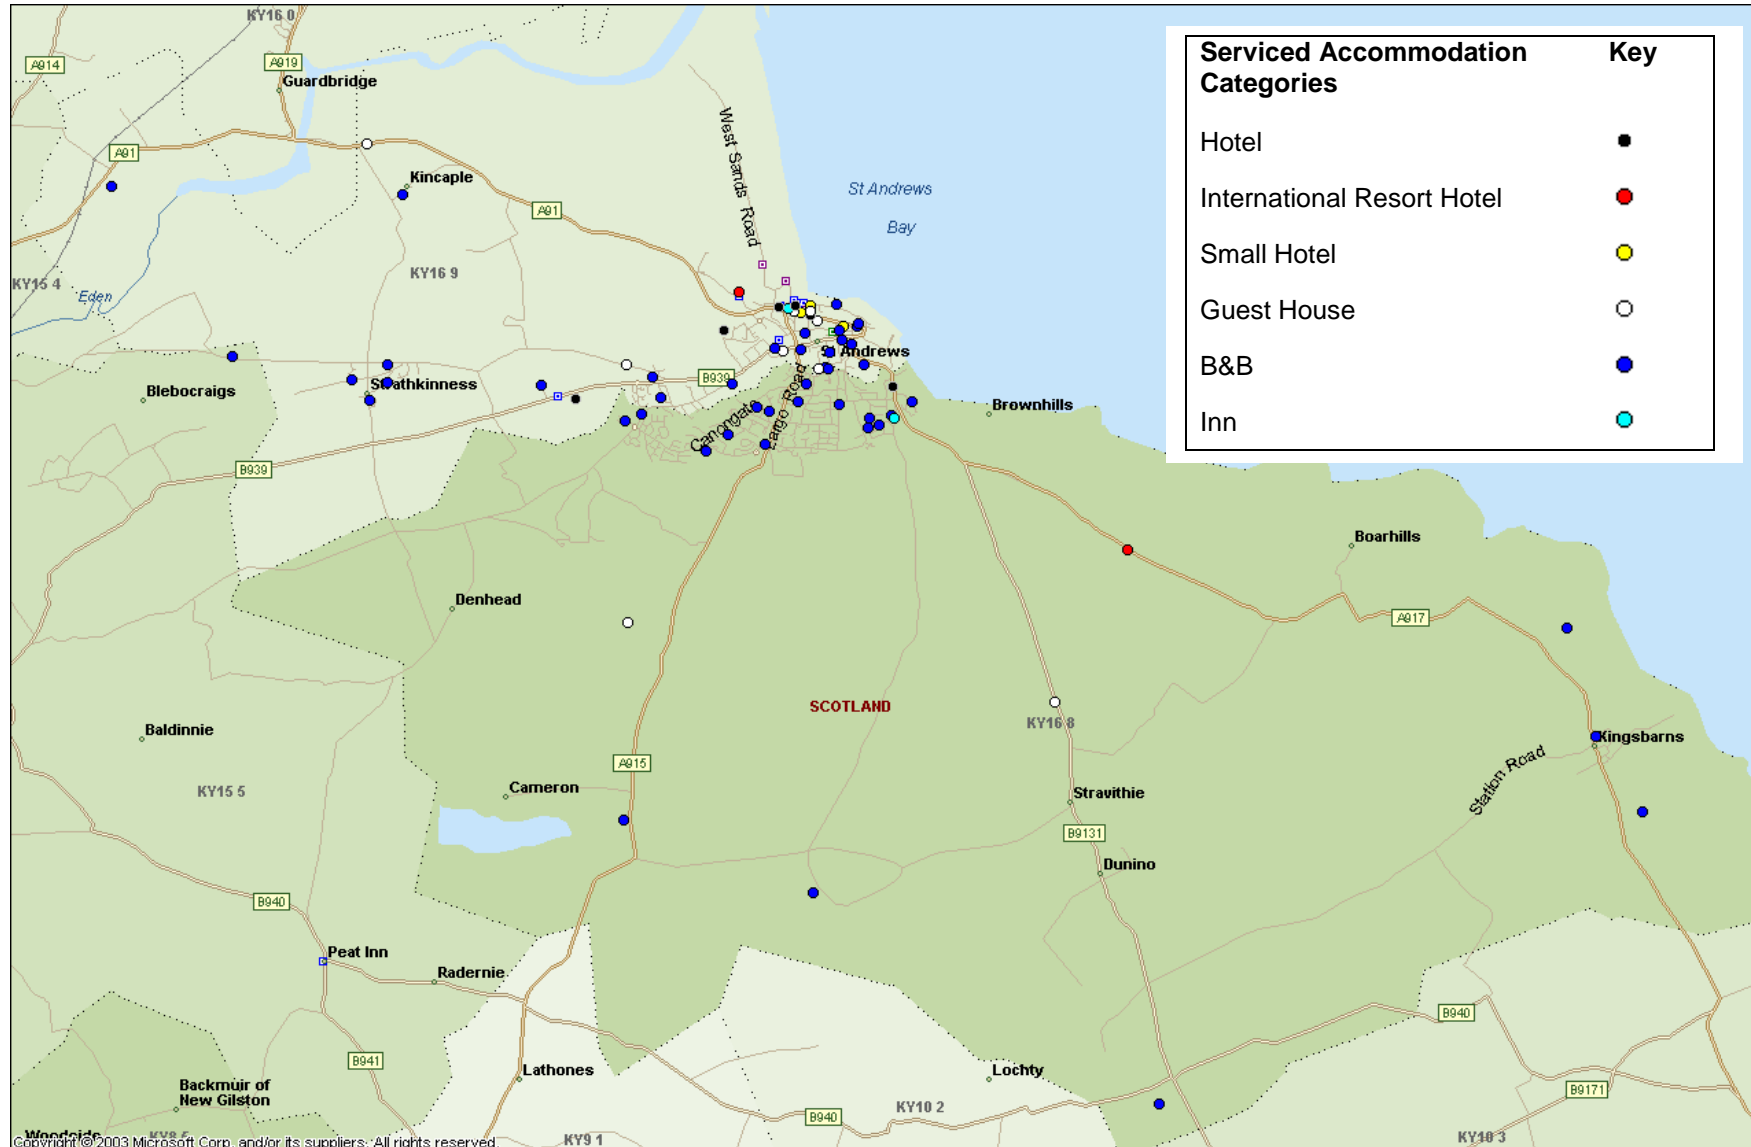 KY16 0
A914
A919
Guardbridge
A91
Kincaple
A91
West Sands Road
St Andrews
Bay
KY16 9
KY15 4
Eden
Serviced Accommodation Key
Categories
Hotel
International Resort Hotel
Small Hotel
Guest House
B&B
Inn
St Andrews
Blebocraigs
Strathkinness
B939
Canongate
Largo Road
Brownhills
B939
Boarhills
Denhead
A917
SCOTLAND
KY16 8
Baldinnie
Kingsbarns
A915
Station Road
KY15 5
Cameron
Stravithie
B9131
Dunino
B940
Peat Inn
Radernie
B940
B941
Lathones
Lochty
Backmuir of
New Gilston
B9171
KY10 2
B940
Woodside
KY8 5
KY9 1
KY10 3
Copyright © 2003 Microsoft Corp. and/or its suppliers. All rights reserved.